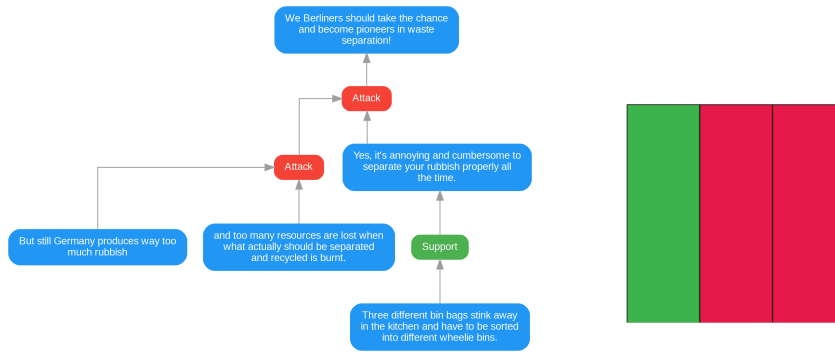 We Berliners should take the chance
and become pioneers in waste
separation!
Attack
Attack
Yes, it's annoying and cumbersome to
separate your rubbish properly all
the time.
But still Germany produces way too
much rubbish
and too many resources are lost when
what actually should be separated
and recycled is burnt.
Support
Three different bin bags stink away
in the kitchen and have to be sorted
into different wheelie bins.